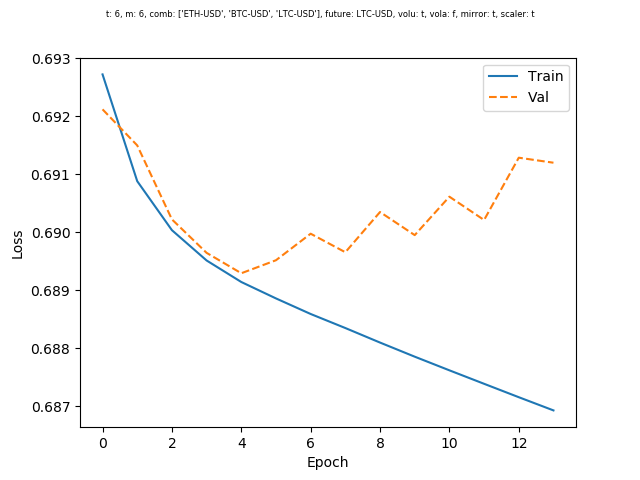 t: 6, m: 6, comb: ['ETH-USD', 'BTC-USD', 'LTC-USD'], future: LTC-USD, volu: t, vola: f, mirror: t, scaler: t
0.693
0.692
0.691
0.690
0.689
0.688
0.687
Loss
Train
Val
0 2 4 6 8 10 12
Epoch